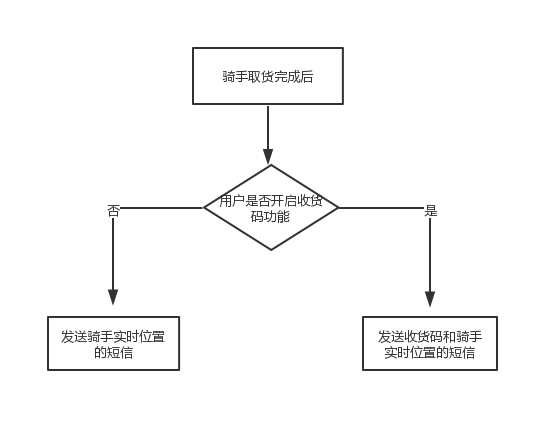 骑手取货完成后
用户是否开启收货
码功能
否
是
发送骑手实时位置
的短信
发送收货码和骑手
实时位置的短信